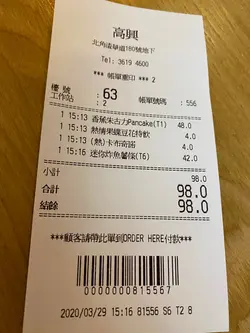 高興
北角渣華道180號地下
Tel: 3619 4600
*** 帳單重印 *** 2
檯 號 : 63
工作站 : 2 帳單號碼 : 556
1 15:13 香蕉朱古力Pancake(T1) 48.0
1 15:13 熱情果豆花特飲 4.0
1 15:13 (熱)卡布奇諾 4.0
1 15:16 迷你炸魚薯條(T6) 42.0
小計 98.0
合計 98.0
結餘 98.0
***顧客請帶此單到ORDER HERE付款***
0000000815567
2020/03/29 15:16 81556 S6 T2 8